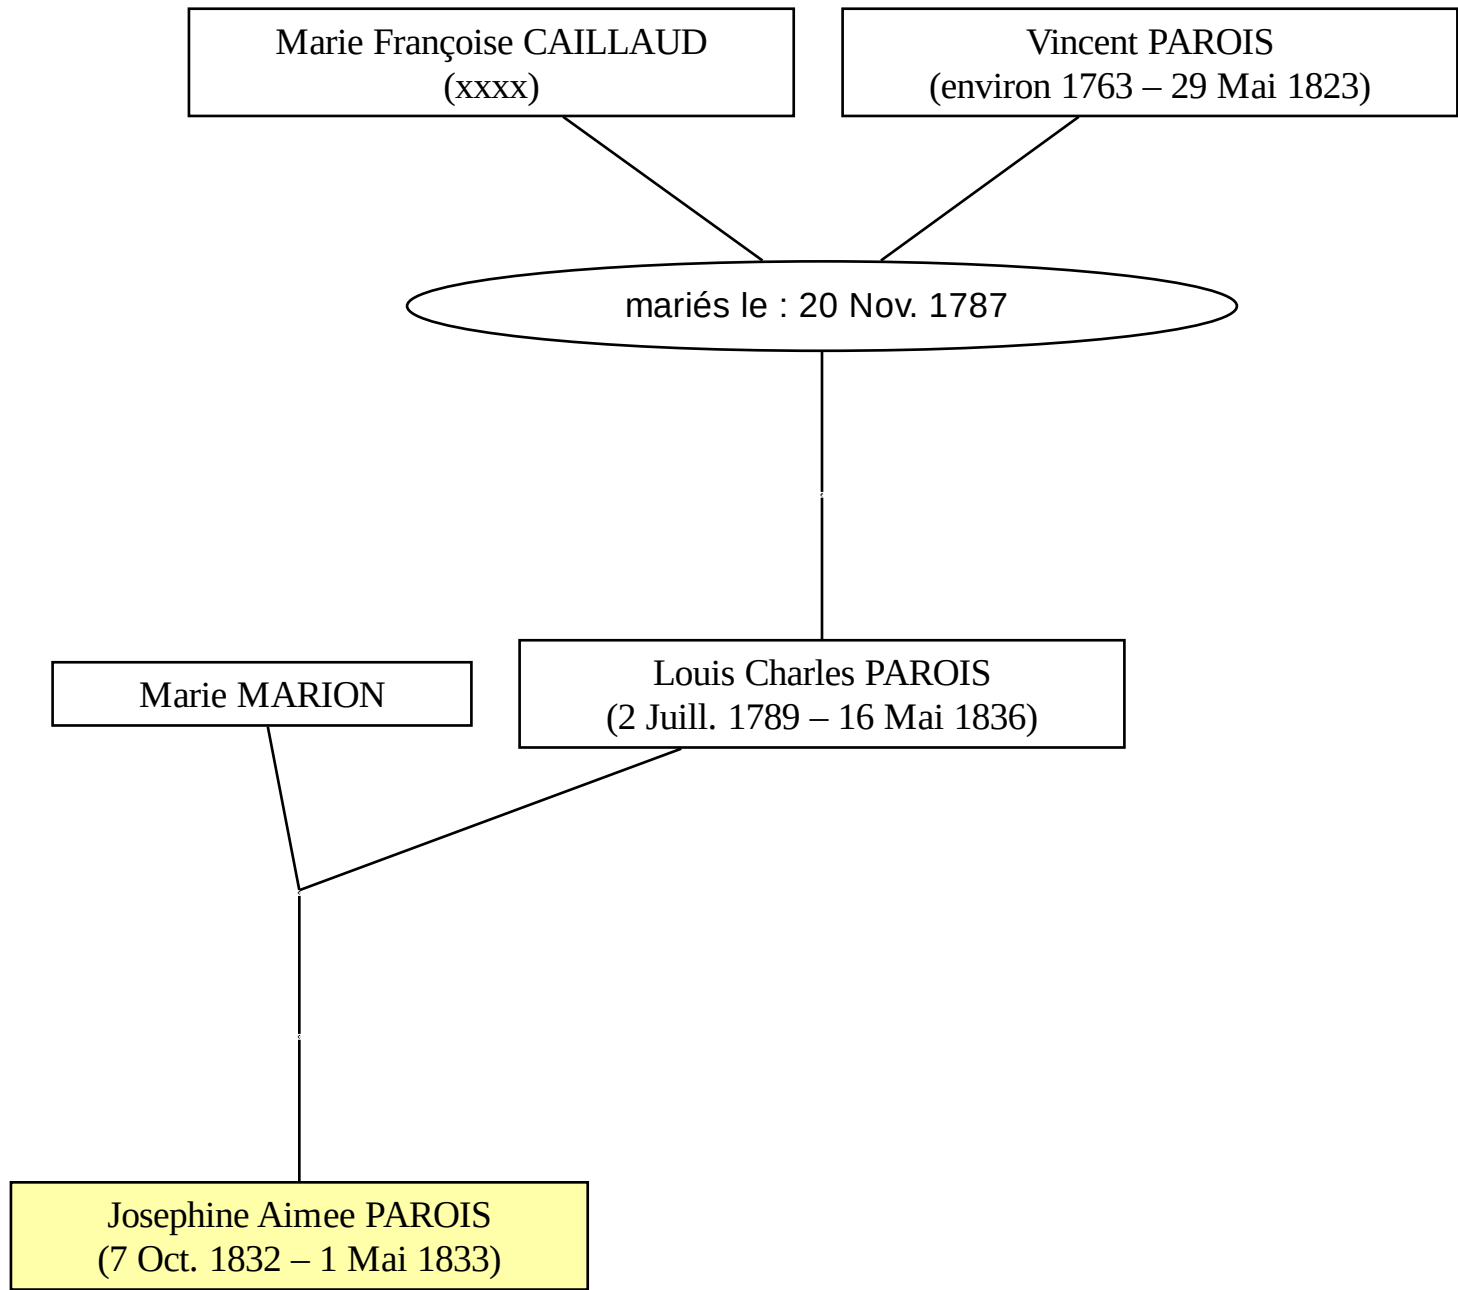 Marie Françoise CAILLAUD
(xxxx)
Vincent PAROIS
(environ 1763 – 29 Mai 1823)
mariés le : 20 Nov. 1787
Marie MARION
Louis Charles PAROIS
(2 Juill. 1789 – 16 Mai 1836)
Josephine Aimee PAROIS
(7 Oct. 1832 – 1 Mai 1833)